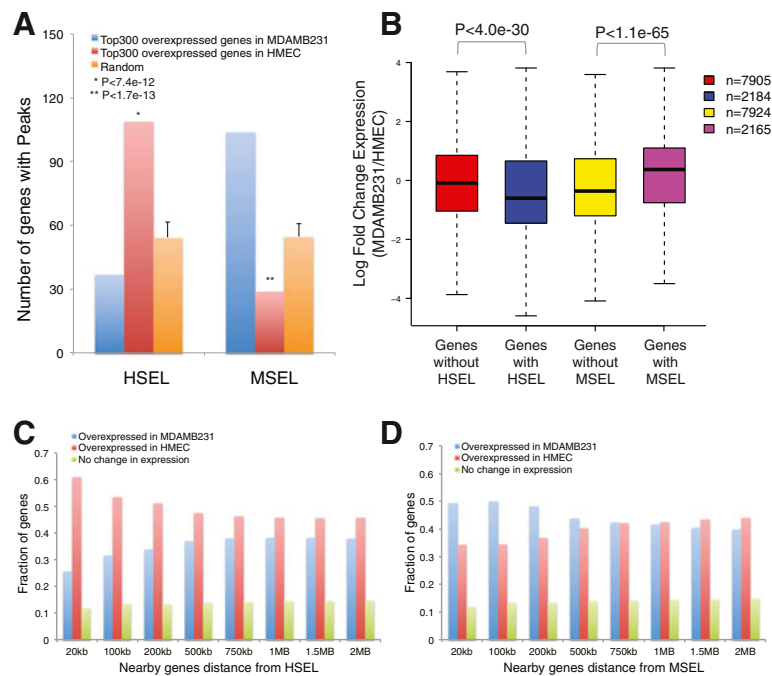 A
Top300 overexpressed genes in MDAMB231
Top300 overexpressed genes in HMEC
Random
* P<7.4e-12
** P<1.7e-13
Number of genes with Peaks
150
120
90
60
30
0
*
**
HSEL
MSEL
B
P<4.0e-30
P<1.1e-65
Log Fold Change Expression
(MDAMB231/HMEC)
4
2
0
−2
−4
n=7905
n=2184
n=7924
n=2165
Genes without HSEL
Genes with HSEL
Genes without MSEL
Genes with MSEL
C
Overexpressed in MDAMB231
Overexpressed in HMEC
No change in expression
Fraction of genes
0.7
0.6
0.5
0.4
0.3
0.2
0.1
0
20kb 100kb 200kb 500kb 750kb 1MB 1.5MB 2MB
Nearby genes distance from HSEL
D
Overexpressed in MDAMB231
Overexpressed in HMEC
No change in expression
Fraction of genes
0.7
0.6
0.5
0.4
0.3
0.2
0.1
0
20kb 100kb 200kb 500kb 750kb 1MB 1.5MB 2MB
Nearby genes distance from MSEL